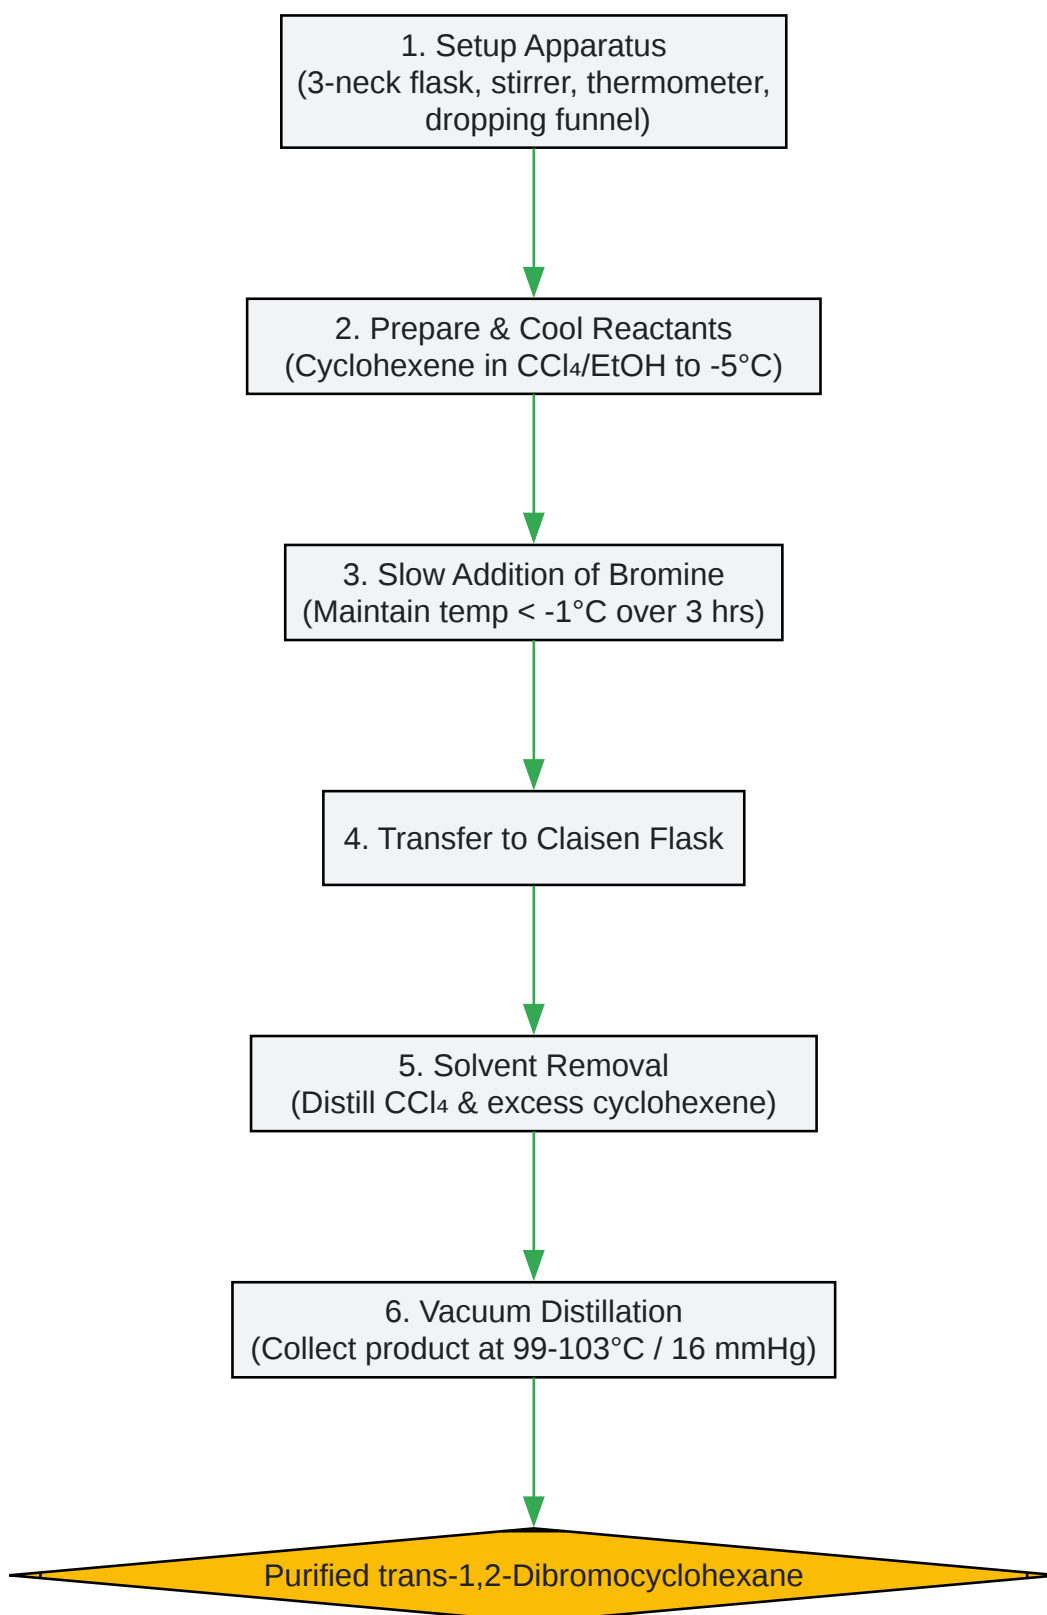 1. Setup Apparatus
(3-neck flask, stirrer, thermometer,
dropping funnel)
2. Prepare & Cool Reactants
(Cyclohexene in CCl₄/EtOH to -5°C)
3. Slow Addition of Bromine
(Maintain temp < -1°C over 3 hrs)
4. Transfer to Claisen Flask
5. Solvent Removal
(Distill CCl₄ & excess cyclohexene)
6. Vacuum Distillation
(Collect product at 99-103°C / 16 mmHg)
Purified trans-1,2-Dibromocyclohexane